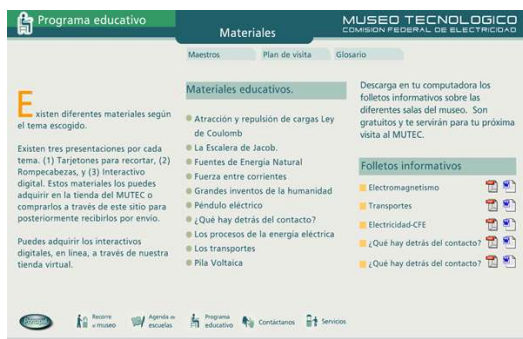 Programa educativo
Materiales
MUSEO TECNOLOGICO
COMISION FEDERAL DE ELECTRICIDAD
Maestros
Plan de visita
Glosario
Existen diferentes materiales según
el tema escogido.
Existen tres presentaciones por cada
tema. (1) Tarjetones para recortar, (2)
Rompecabezas, y (3) Interactivo
digital. Estos materiales los puedes
adquirir en la tienda del MUTEC o
comprarlos a través de este sitio para
posteriormente recibirlos por envio.
Puedes adquirir los interactivos
digitales, en linea, a través de nuestra
tienda virtual.
Materiales educativos.
Atracción y repulsión de cargas Ley
de Coulomb
La Escalera de Jacob.
Fuentes de Energía Natural
Fuerza entre corrientes
Grandes inventos de la humanidad
Péndulo eléctrico
¿Qué hay detrás del contacto?
Los procesos de la energía eléctrica
Los transportes
Pila Voltaica
Descarga en tu computadora los
folletos informativos sobre las
diferentes salas del museo. Son
gratuitos y te servirán para tu próxima
visita al MUTEC.
Folletos informativos
Electromagnetismo
Transportes
Electricidad-CFE
¿Qué hay detrás del contacto?
¿Qué hay detrás del contacto?
Recorre
museo
Agenda de
escuelas
Programa
educativo
Contáctanos
Servicios